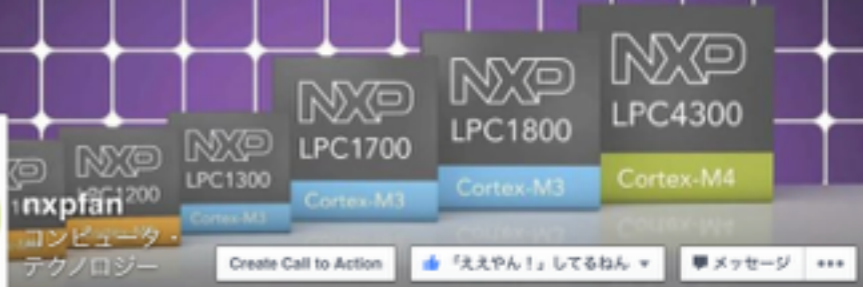 NXP
LPC4300
Cortex-M4
NXP
LPC1800
Cortex-M3
NXP
LPC1700
Cortex-M3
NXP
LPC1300
Cortex-M3
NXP
LPC1200
nxpfan
コンピュータ・
テクノロジー
Create Call to Action
「ええやん!」してるねん
メッセージ